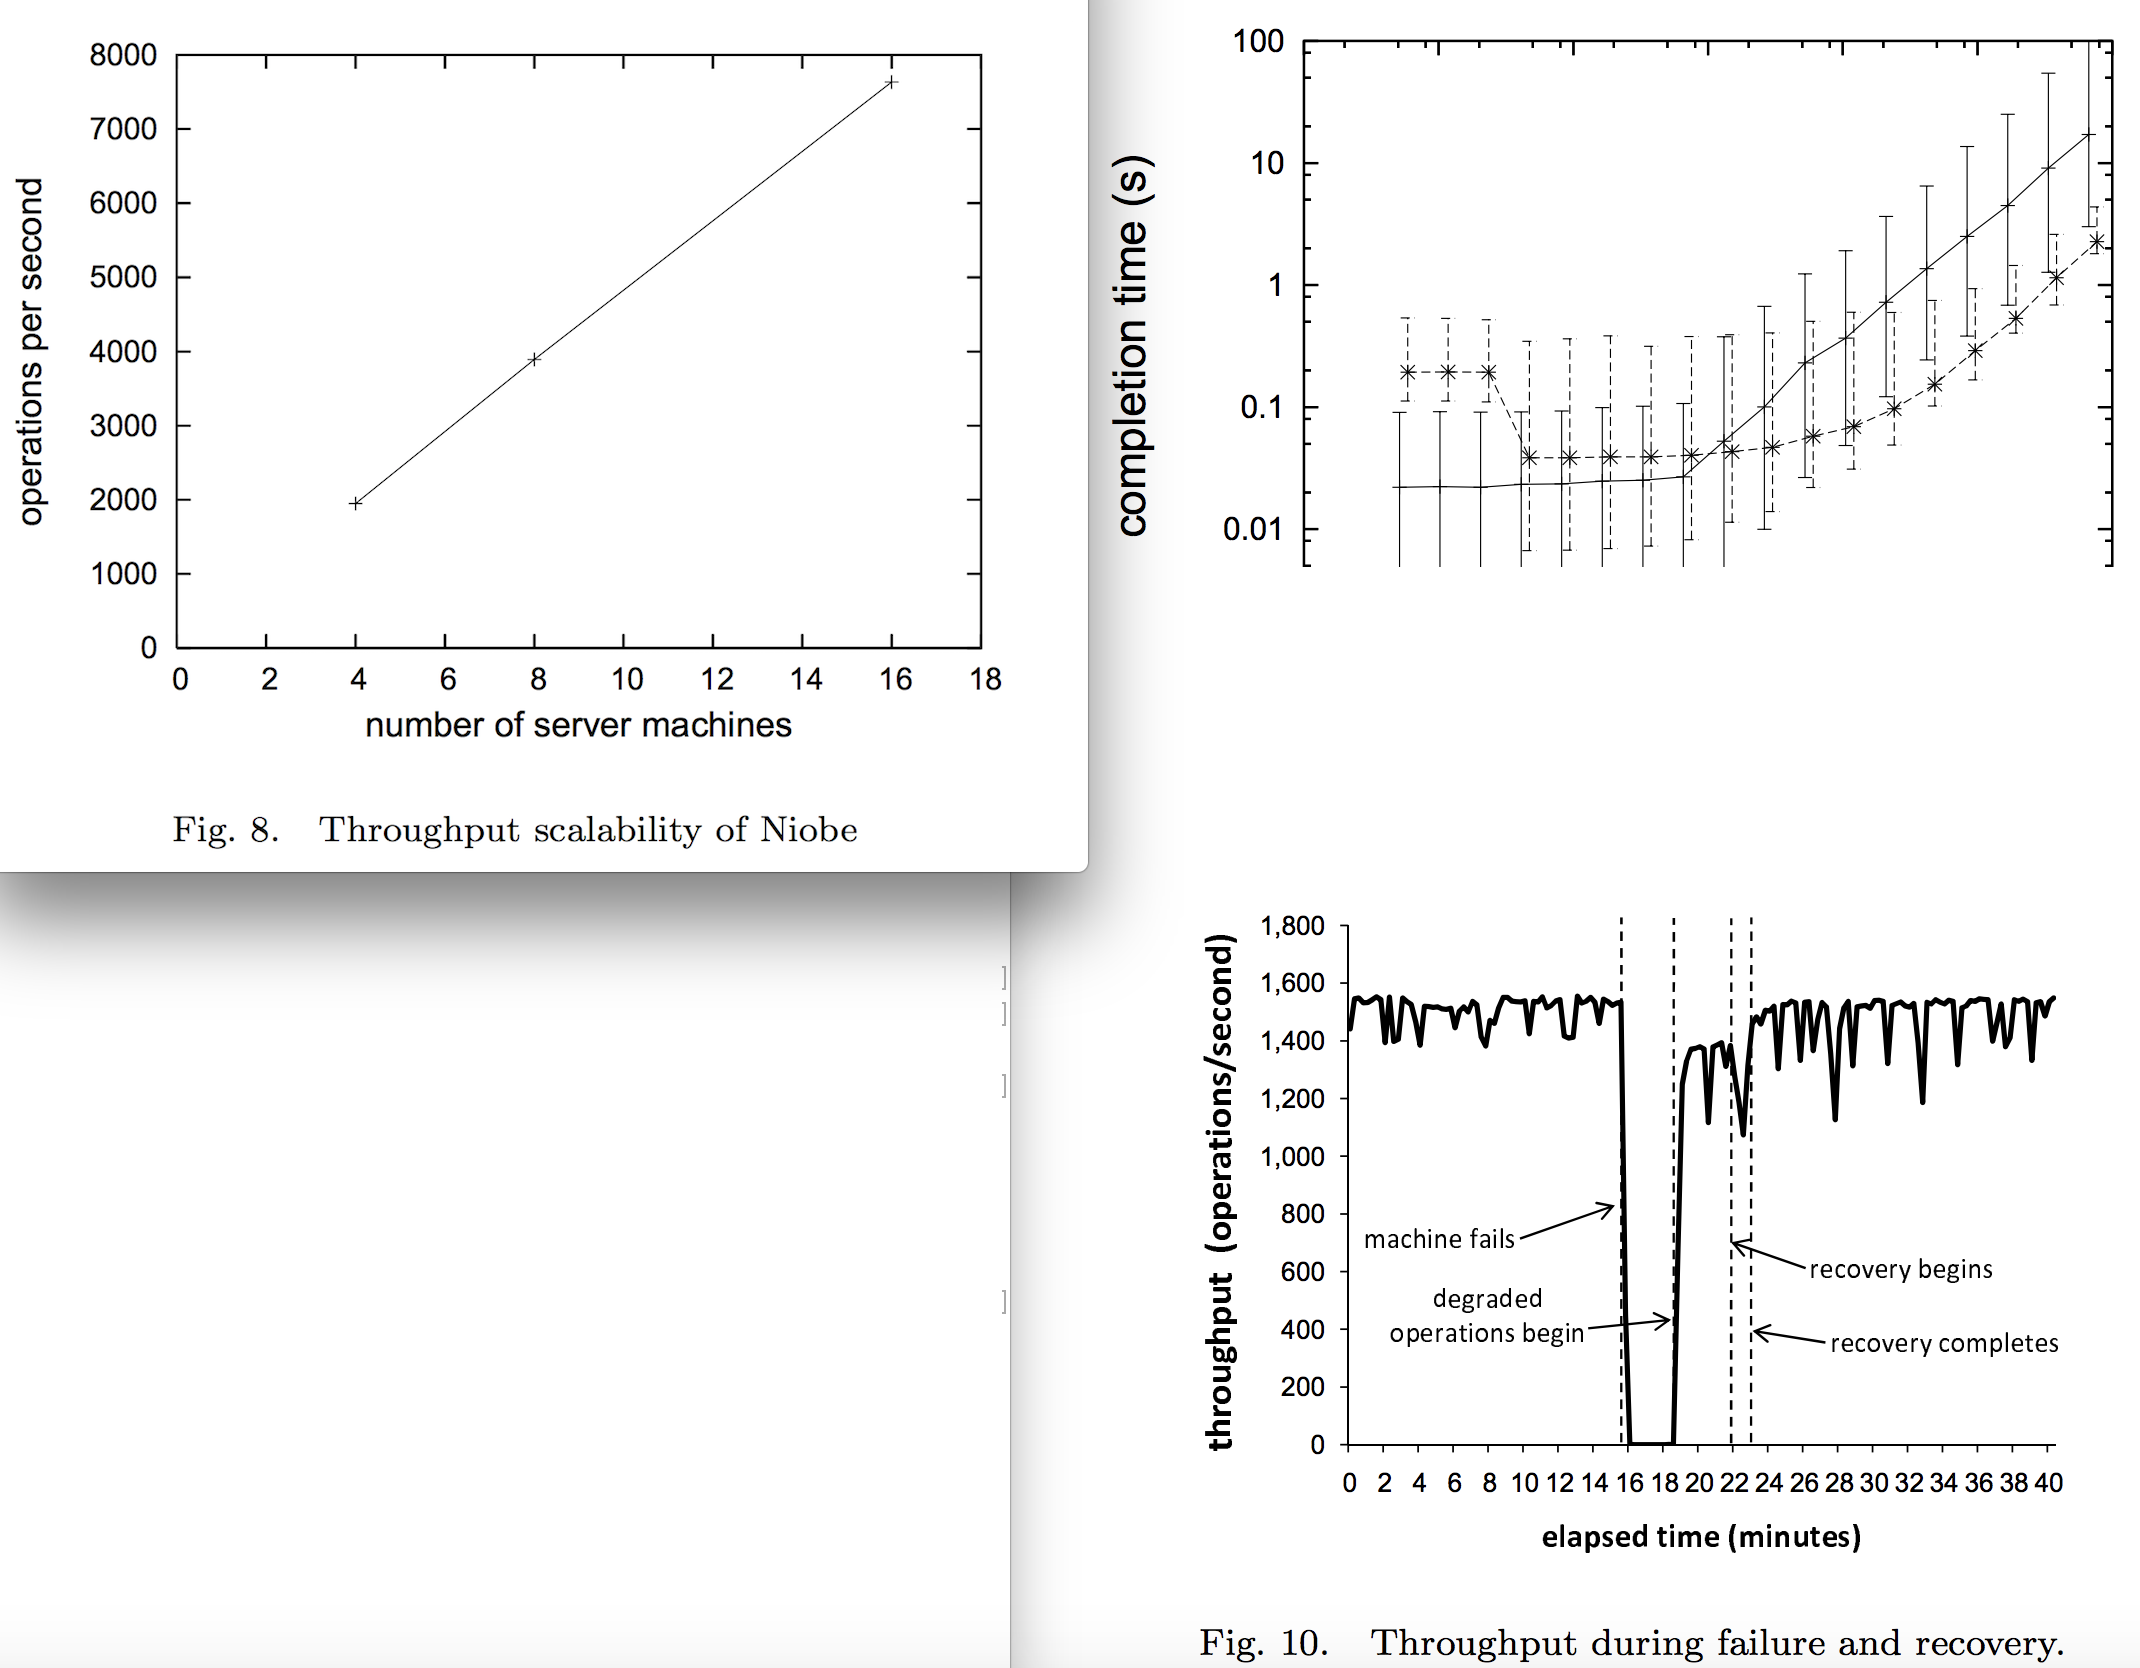 8000
7000
6000
5000
4000
3000
2000
1000
0
operations per second
0 2 4 6 8 10 12 14 16 18
number of server machines
Fig. 8. Throughput scalability of Niobe
100
10
1
0.1
0.01
completion time (s)
]
]
]
]
1,800
1,600
1,400
1,200
1,000
800
600
400
200
0
throughput (operations/second)
machine fails
degraded
operations begin
recovery begins
recovery completes
0 2 4 6 8 10 12 14 16 18 20 22 24 26 28 30 32 34 36 38 40
elapsed time (minutes)
Fig. 10. Throughput during failure and recovery.